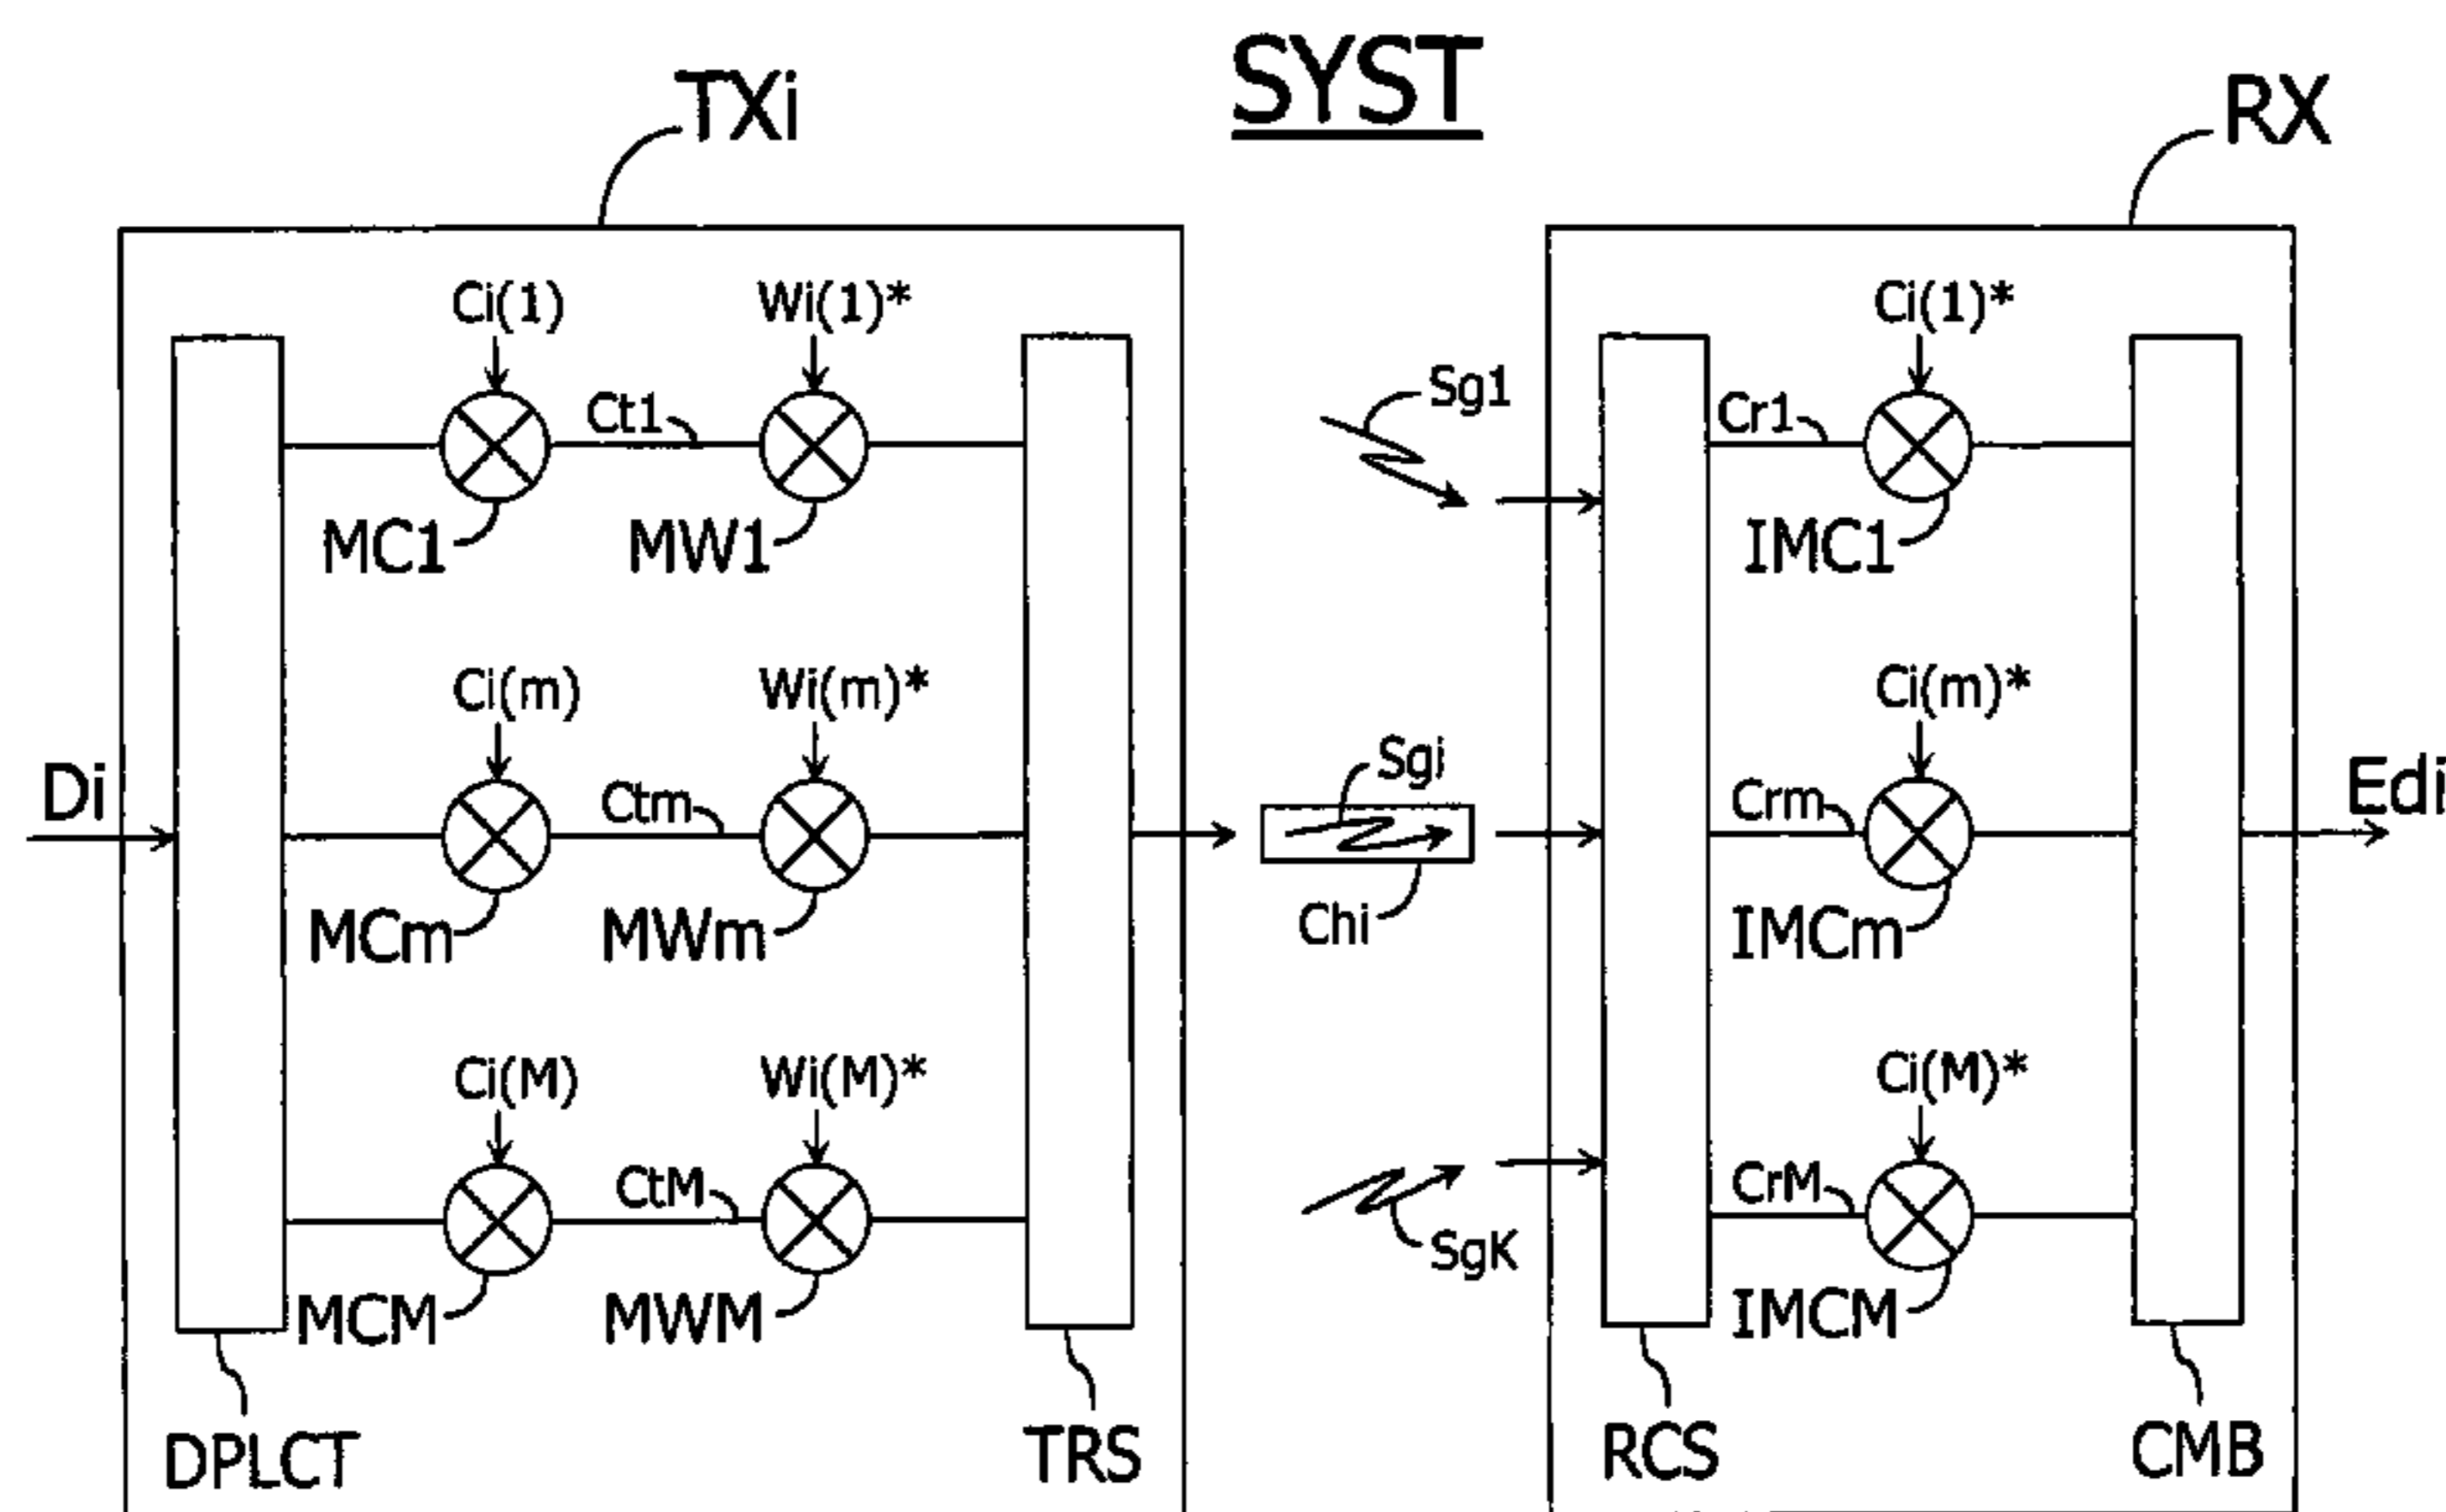 SYST
TXi
RX
Ci(1)
Wi(1)*
Ci(1)*
Ct1
Sg1
Cr1
MC1
MW1
IMC1
Ci(m)
Wi(m)*
Ci(m)*
Di
Ctm
Sgi
Crm
Edi
MCm
MWm
Chi
IMCm
Ci(M)
Wi(M)*
Ci(M)*
CtM
CrM
SgK
MCM
MWM
IMCM
DPLCT
TRS
RCS
CMB